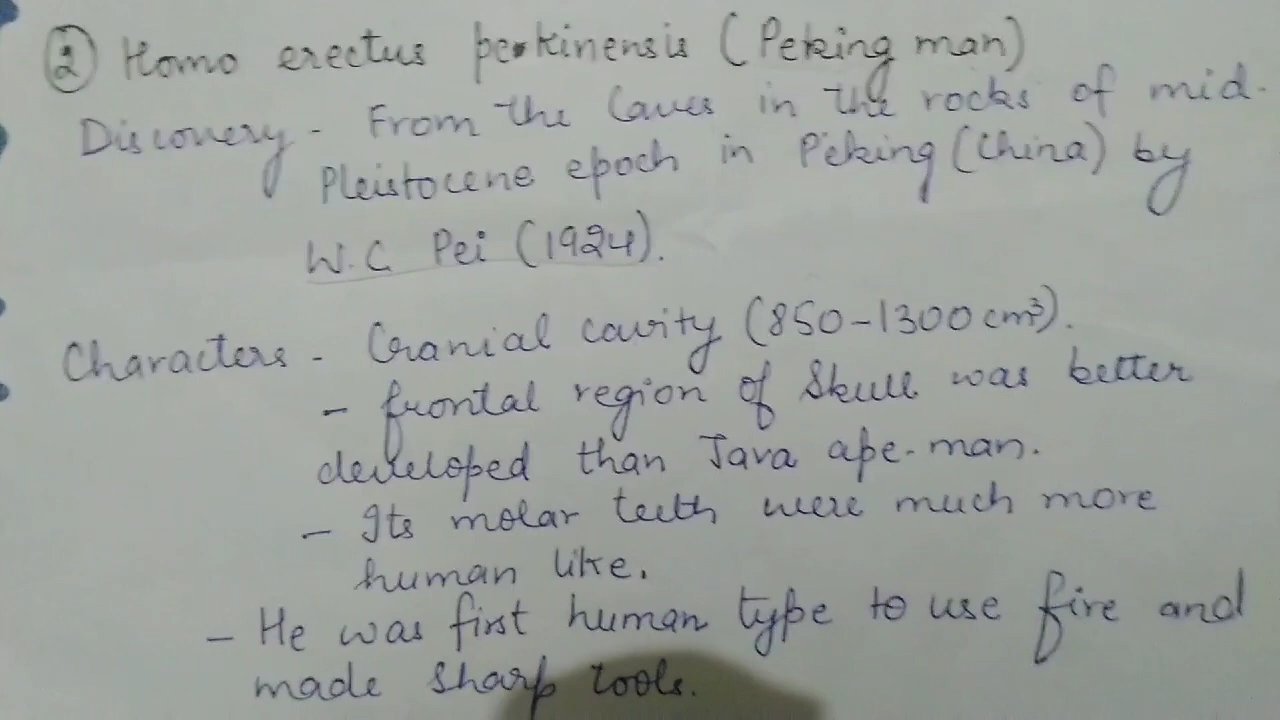 ② Homo erectus pekinensis (Peking man)
Discovery - From the Caves in the rocks of mid-
Pleistocene epoch in Peking (China) by
W.C Pei (1924).
Characters - Cranial cavity (850-1300 cm³).
- frontal region of Skull was better
developed than Java ape-man.
- Its molar teeth were much more
human like.
- He was first human type to use fire and
made sharp tools.